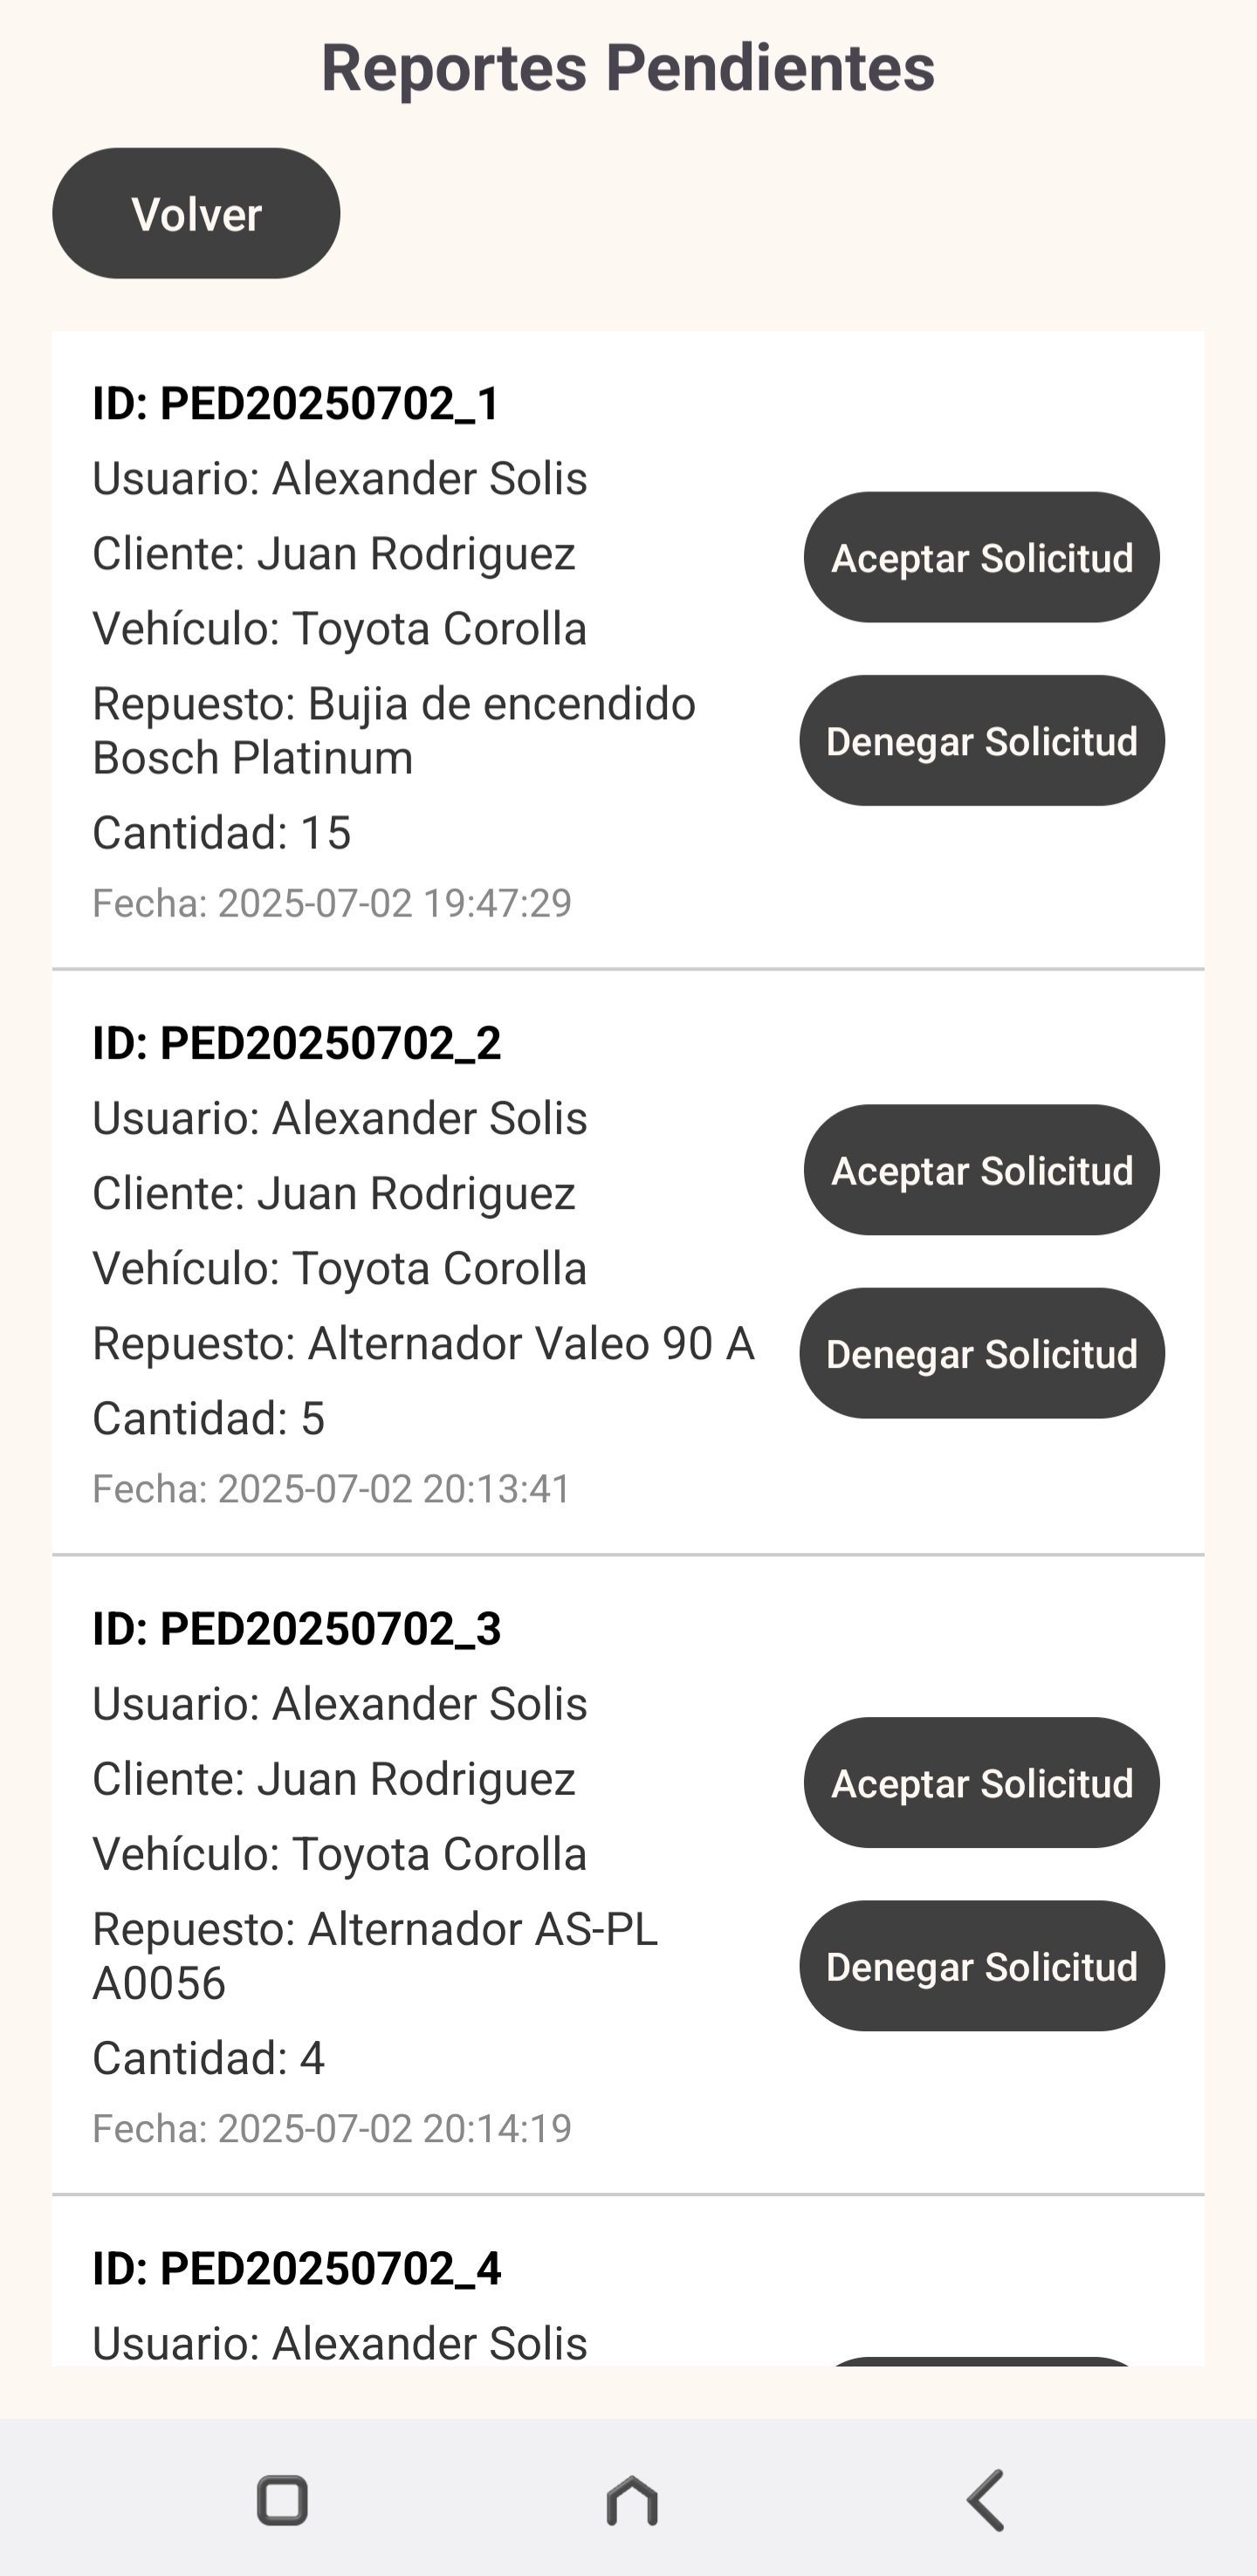 Reportes Pendientes
Volver
ID: PED20250702_1
Usuario: Alexander Solis
Cliente: Juan Rodriguez
Vehículo: Toyota Corolla
Repuesto: Bujia de encendido
Bosch Platinum
Cantidad: 15
Fecha: 2025-07-02 19:47:29
Aceptar Solicitud
Denegar Solicitud
ID: PED20250702_2
Usuario: Alexander Solis
Cliente: Juan Rodriguez
Vehículo: Toyota Corolla
Repuesto: Alternador Valeo 90 A
Cantidad: 5
Fecha: 2025-07-02 20:13:41
Aceptar Solicitud
Denegar Solicitud
ID: PED20250702_3
Usuario: Alexander Solis
Cliente: Juan Rodriguez
Vehículo: Toyota Corolla
Repuesto: Alternador AS-PL
A0056
Cantidad: 4
Fecha: 2025-07-02 20:14:19
Aceptar Solicitud
Denegar Solicitud
ID: PED20250702_4
Usuario: Alexander Solis